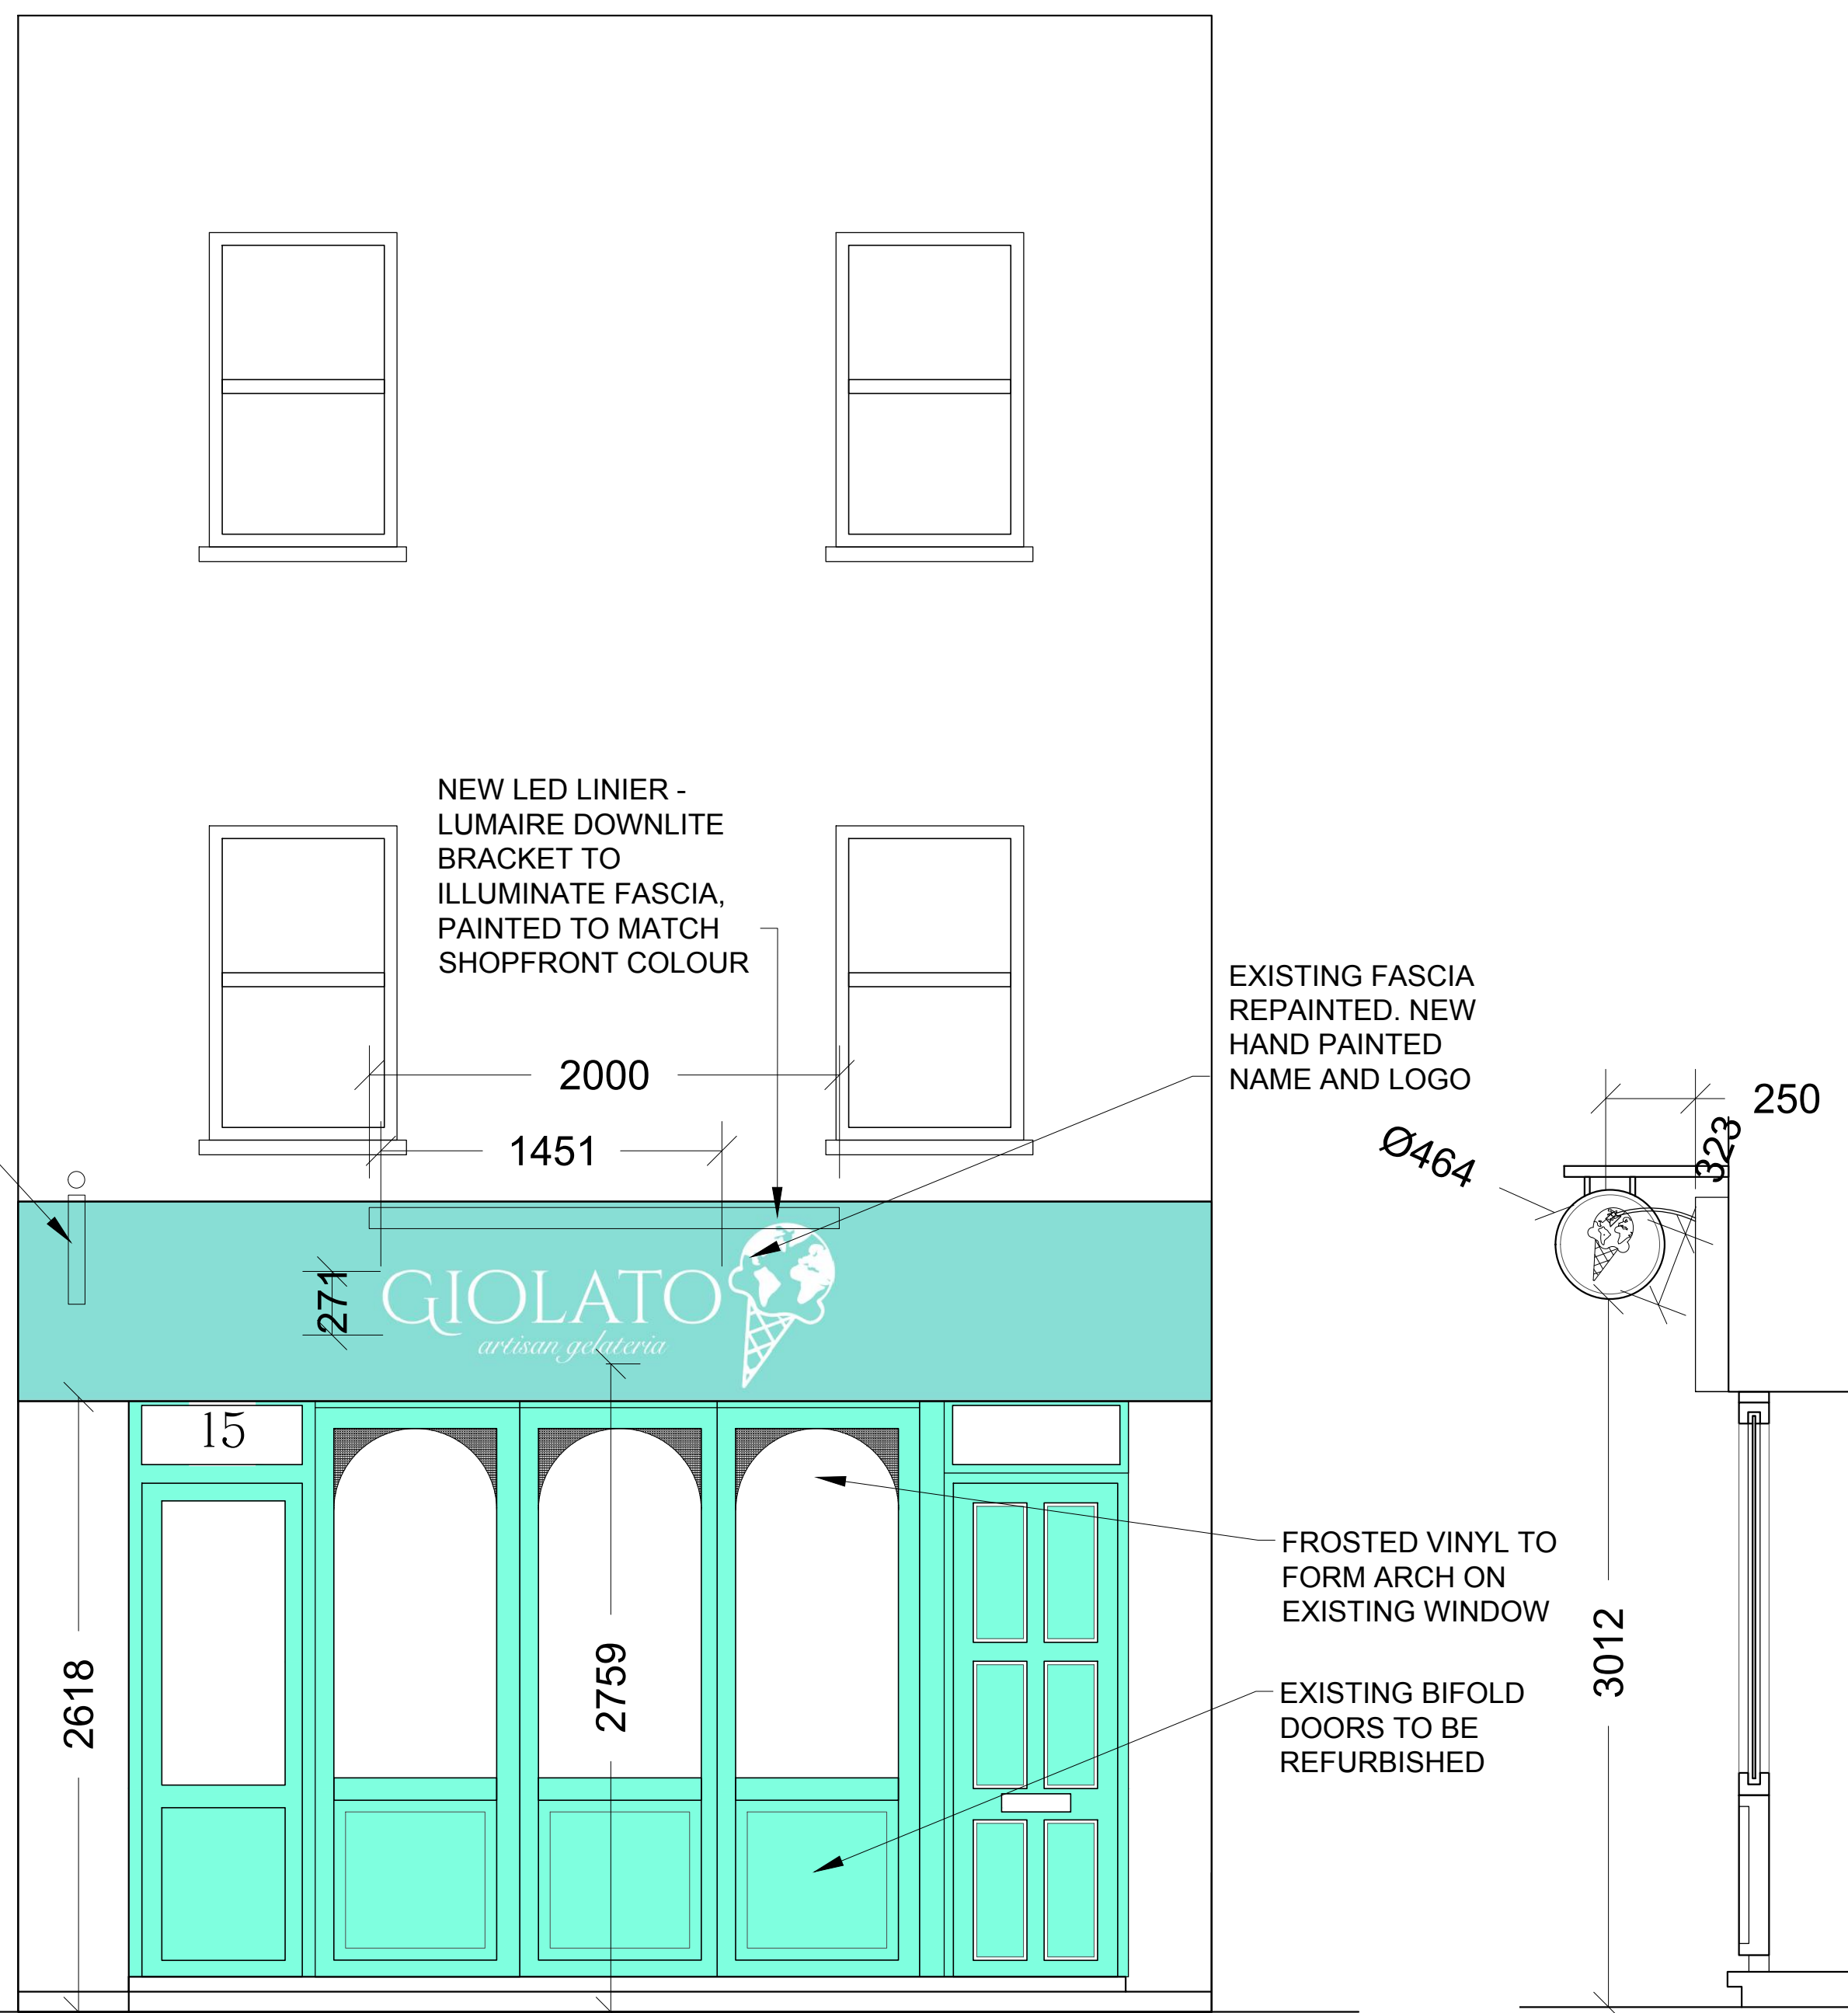 NEW LED LINIER -
LUMAIRE DOWNLITE
BRACKET TO
ILLUMINATE FASCIA,
PAINTED TO MATCH
SHOPFRONT COLOUR
EXISTING FASCIA
REPAINTED. NEW
HAND PAINTED
NAME AND LOGO
2000
1451
250
323
Ø464
271
GIOLATO
artisan gelateria
15
FROSTED VINYL TO
FORM ARCH ON
EXISTING WINDOW
2618
2759
3012
EXISTING BIFOLD
DOORS TO BE
REFURBISHED